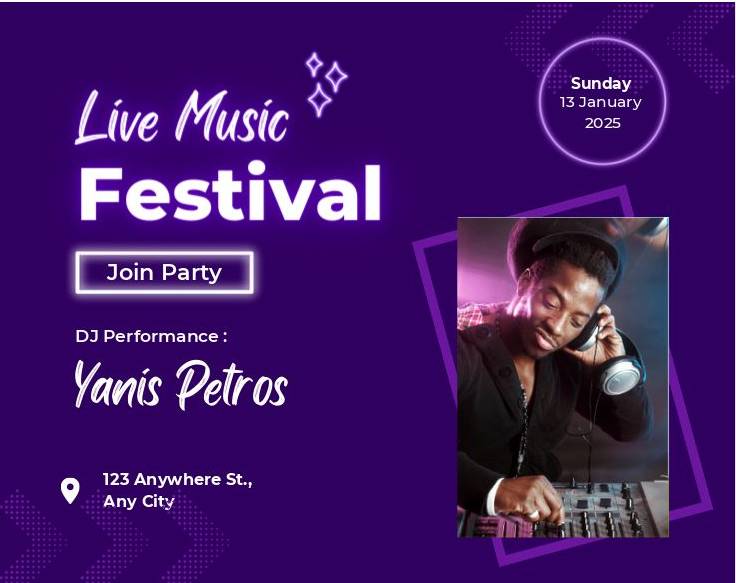 Live Music
Festival
Join Party
DJ Performance :
Yanis Petros
123 Anywhere St.,
Any City
Sunday
13 January
2025